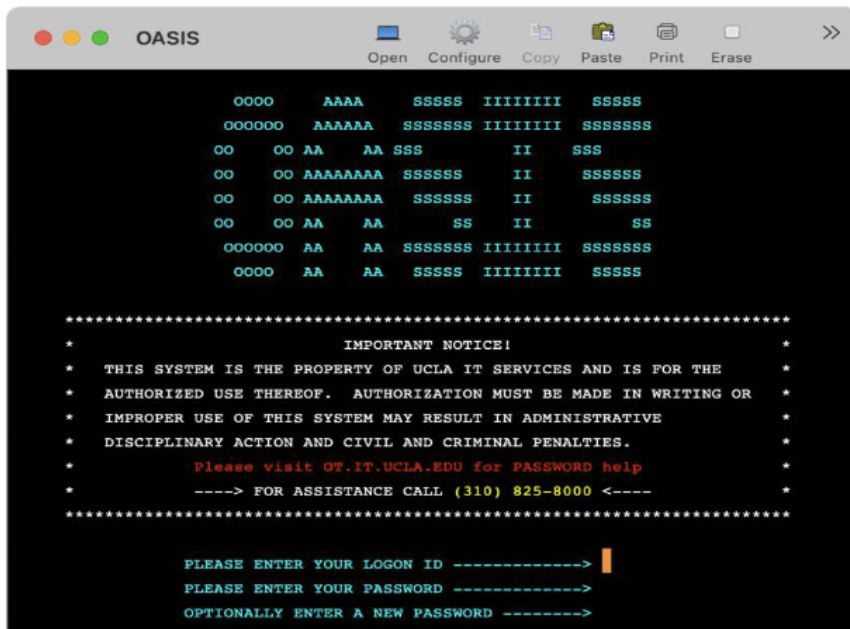 OASIS
Open Configure Copy Paste Print Erase
OOOO AAAA SSSSS IIIIIIII SSSSS
OOOOOO AAAAAA SSSSSSS IIIIIIII SSSSSSS
OO OO AA AA SSS II SSS
OO OO AAAAAAAA SSSSSS II SSSSSS
OO OO AAAAAAAA SSSSSS II SSSSSS
OO OO AA AA SS II SS
OOOOOO AA AA SSSSSSS IIIIIIII SSSSSSS
OOOO AA AA SSSSS IIIIIIII SSSSS
*************************************************************************
* IMPORTANT NOTICE! *
* THIS SYSTEM IS THE PROPERTY OF UCLA IT SERVICES AND IS FOR THE *
* AUTHORIZED USE THEREOF. AUTHORIZATION MUST BE MADE IN WRITING OR *
* IMPROPER USE OF THIS SYSTEM MAY RESULT IN ADMINISTRATIVE *
* DISCIPLINARY ACTION AND CIVIL AND CRIMINAL PENALTIES. *
* Please visit OT.IT.UCLA.EDU for PASSWORD help *
* ----> FOR ASSISTANCE CALL (310) 825-8000 <---- *
*************************************************************************
PLEASE ENTER YOUR LOGON ID ------------->
PLEASE ENTER YOUR PASSWORD ------------->
OPTIONALLY ENTER A NEW PASSWORD -------->